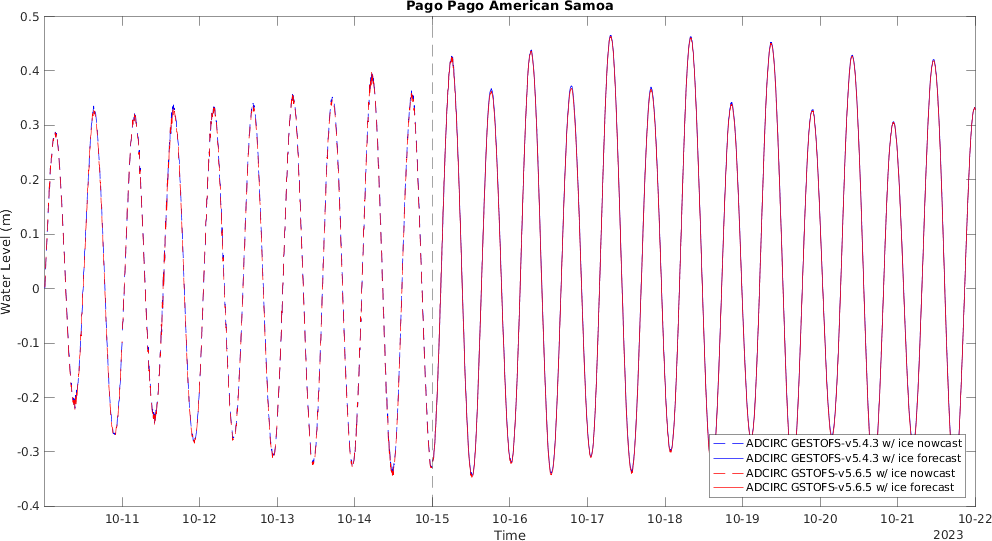 Pago Pago American Samoa
0.5
0.4
0.3
0.2
0.1
0
-0.1
-0.2
-0.3
-0.4
Water Level (m)
ADCIRC GESTOFS-v5.4.3 w/ ice nowcast
ADCIRC GESTOFS-v5.4.3 w/ ice forecast
ADCIRC GSTOFS-v5.6.5 w/ ice nowcast
ADCIRC GSTOFS-v5.6.5 w/ ice forecast
10-11 10-12 10-13 10-14 10-15 10-16 10-17 10-18 10-19 10-20 10-21 10-22
Time
2023